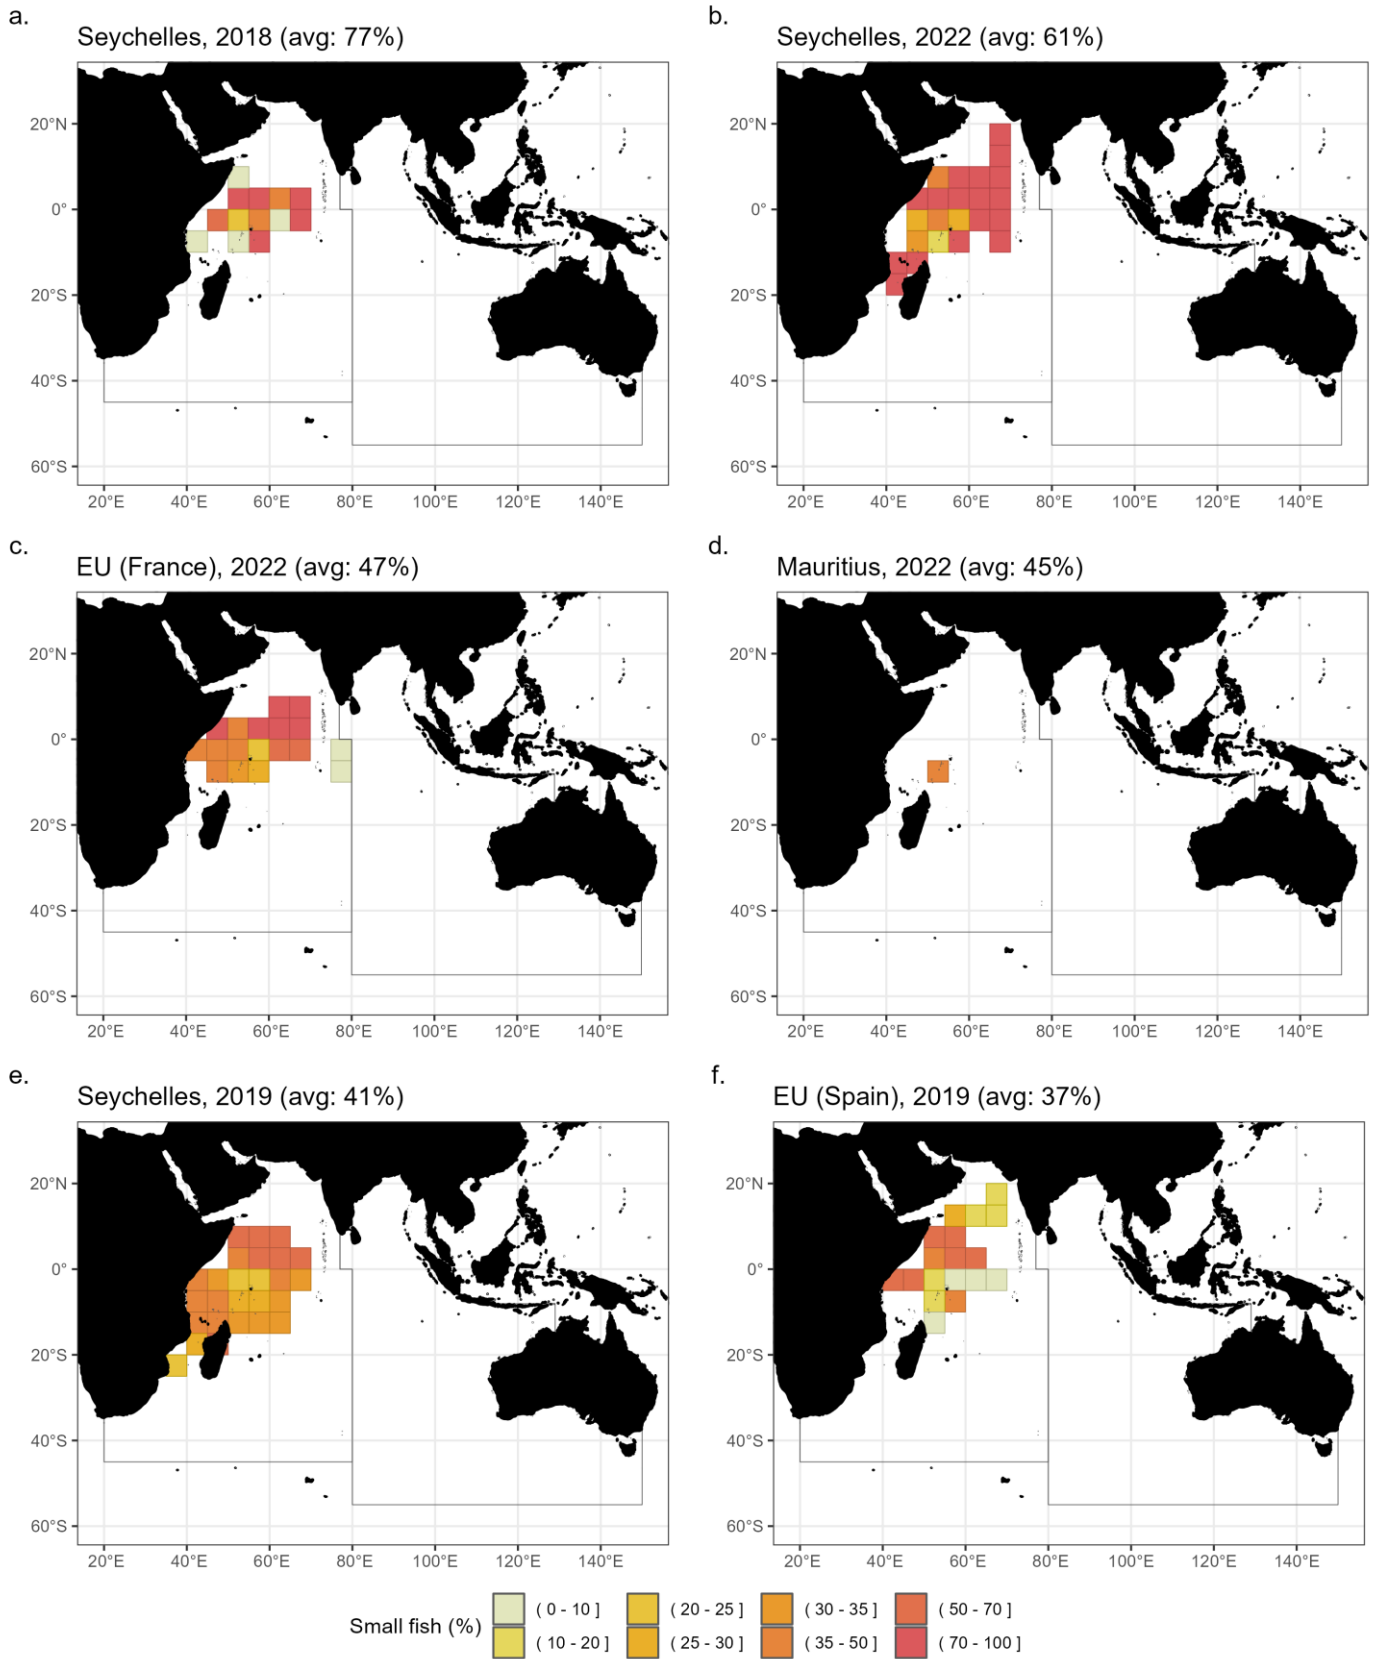 a.
Seychelles, 2018 (avg: 77%)
20°N
0°
20°S
40°S
60°S
20°E 40°E 60°E 80°E 100°E 120°E 140°E
b.
Seychelles, 2022 (avg: 61%)
20°N
0°
20°S
40°S
60°S
20°E 40°E 60°E 80°E 100°E 120°E 140°E
c.
EU (France), 2022 (avg: 47%)
20°N
0°
20°S
40°S
60°S
20°E 40°E 60°E 80°E 100°E 120°E 140°E
d.
Mauritius, 2022 (avg: 45%)
20°N
0°
20°S
40°S
60°S
20°E 40°E 60°E 80°E 100°E 120°E 140°E
e.
Seychelles, 2019 (avg: 41%)
20°N
0°
20°S
40°S
60°S
20°E 40°E 60°E 80°E 100°E 120°E 140°E
f.
EU (Spain), 2019 (avg: 37%)
20°N
0°
20°S
40°S
60°S
20°E 40°E 60°E 80°E 100°E 120°E 140°E
Small fish (%)
( 0 - 10 ] ( 20 - 25 ] ( 30 - 35 ] ( 50 - 70 ]
( 10 - 20 ] ( 25 - 30 ] ( 35 - 50 ] ( 70 - 100 ]